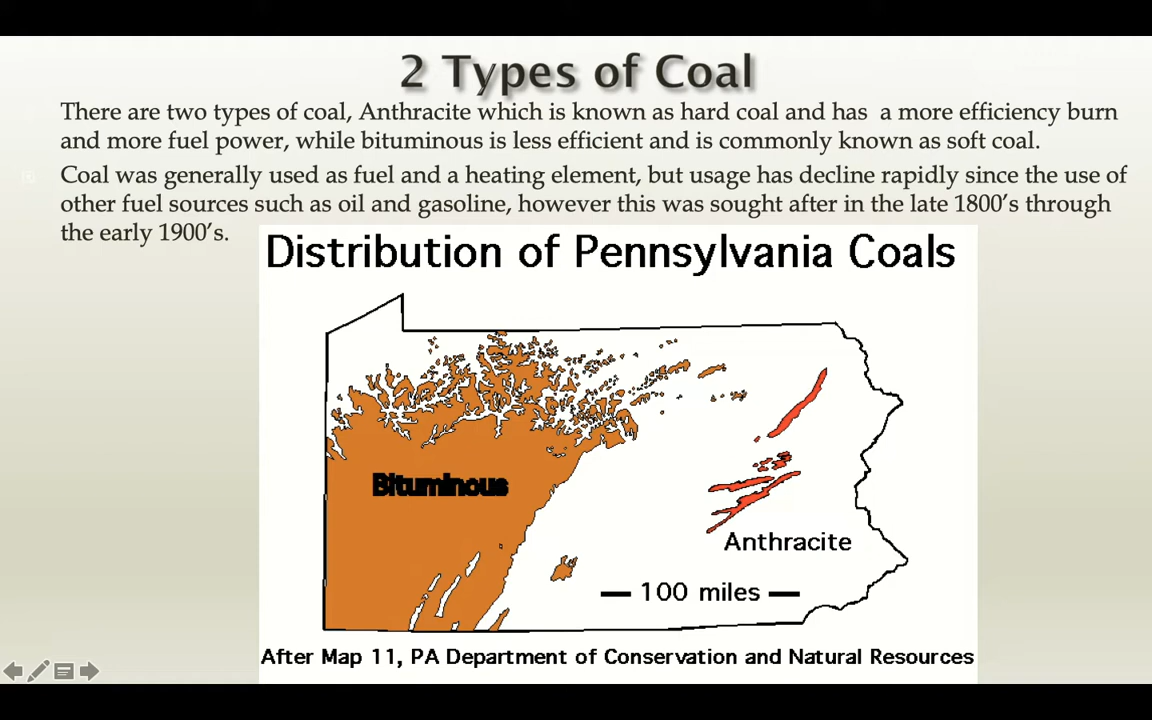 2 Types of Coal
There are two types of coal, Anthracite which is known as hard coal and has a more efficiency burn
and more fuel power, while bituminous is less efficient and is commonly known as soft coal.
Coal was generally used as fuel and a heating element, but usage has decline rapidly since the use of
other fuel sources such as oil and gasoline, however this was sought after in the late 1800's through
the early 1900's.
Distribution of Pennsylvania Coals
Bituminous
Anthracite
100 miles
After Map 11, PA Department of Conservation and Natural Resources